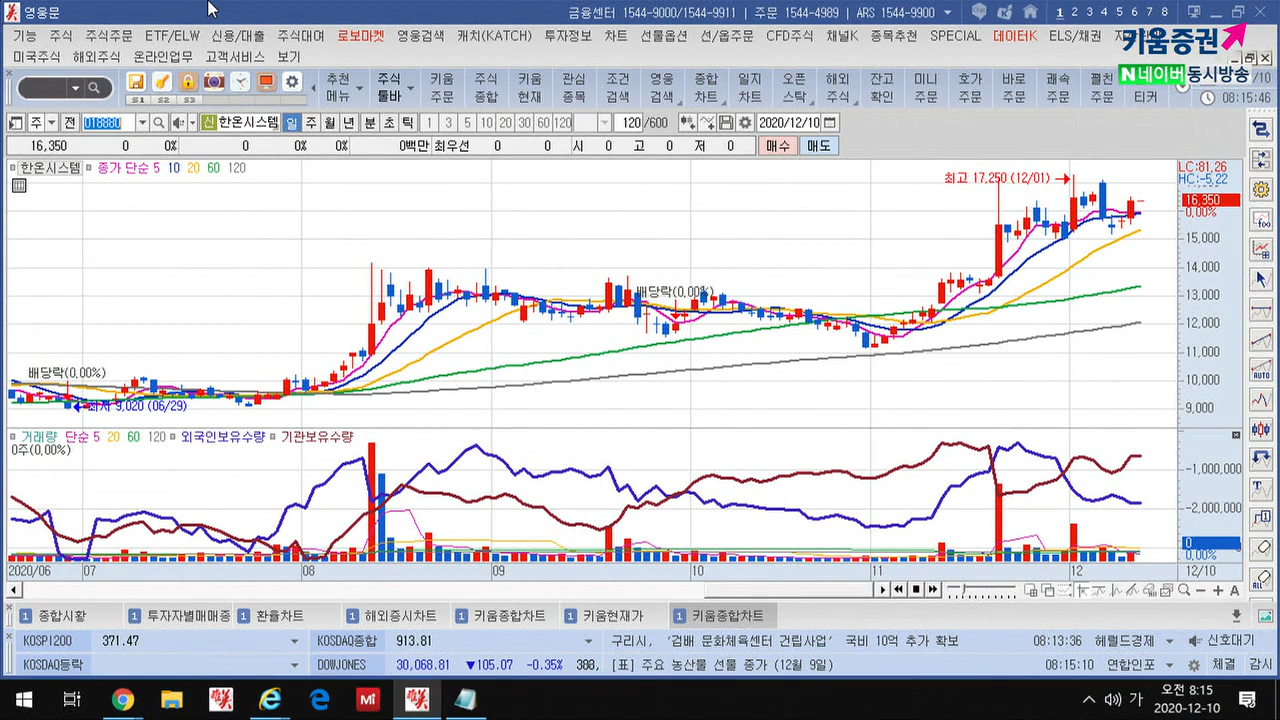 영웅문 금융센터 1544-9000/1544-9911 | 주문 1544-4989 | ARS 1544-9900 1 2 3 4 5 6 7 8
기능 주식 주식주문 ETF/ELW 신용/대출 주식대여 로보마켓 영웅검색 캐치(KATCH) 투자정보 차트 선물옵션 선/옵주문 CFD주식 채널K 종목추천 SPECIAL 데이터K ELS/채권
미국주식 해외주식 온라인업무 고객서비스 보기
키움증권
N 네이버 동시방송
추천 주식 키움 주식 키움 관심 조건 영웅 종합 일지 오픈 해외 잔고 미니 호가 바로 쾌속 펼친
메뉴 툴바 주문 종합 현재 종목 검색 검색 차트 차트 스탁 주식 확인 주문 주문 주문 주문 주문 티커
S1 S2 S3
08:15:46
주 전 018880 신 한온시스템 일 주 월 년 분 초 틱 1 3 5 10 20 30 60 120 120 /600 2020/12/10
16,350 0 0% 0 0% 0% 0백만 최우선 0 0 시 0 고 0 저 0 매수 매도
한온시스템 종가 단순 5 10 20 60 120
LC:81.26
HC:-5.22
최고 17,250 (12/01)
16,350
0.00%
15,000
14,000
배당락(0.00%)
13,000
12,000
11,000
배당락(0.00%)
10,000
최저 9,020 (06/29)
9,000
거래량 단순 5 20 60 120 외국인보유수량 기관보유수량
0주(0.00%)
-1,000,000
-2,000,000
0
0.00%
2020/06 07 08 09 10 11 12 12/10
1 종합시황 1 투자자별매매종 1 환율차트 1 해외증시차트 1 키움종합차트 1 키움현재가 1 키움종합차트
KOSPI200 371.47 KOSDAQ종합 913.81 구리시, ‘검배 문화체육센터 건립사업’ 국비 10억 추가 확보 08:13:36 헤럴드경제 신호대기
KOSDAQ등락 DOWJONES 30,068.81 ▼105.07 -0.35% 388, [표] 주요 농산물 선물 종가 (12월 9일) 08:15:10 연합인포 체결 감시
Mi 가 오전 8:15
2020-12-10